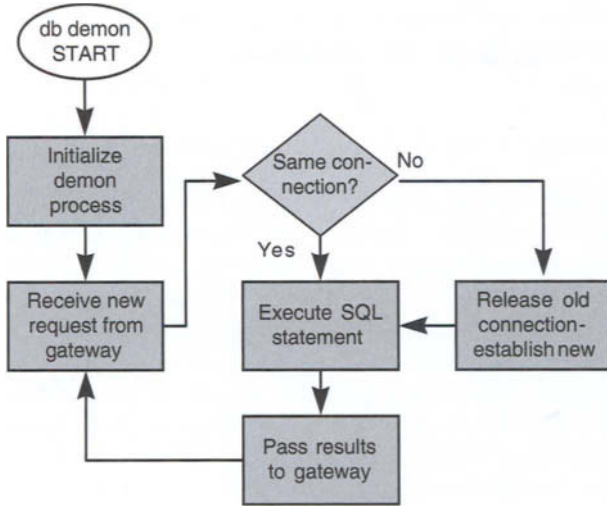 db demon
START
Initialize
demon
process
Receive new
request from
gateway
Same con-
nection?
No
Yes
Execute SQL
statement
Release old
connection-
establish new
Pass results
to gateway